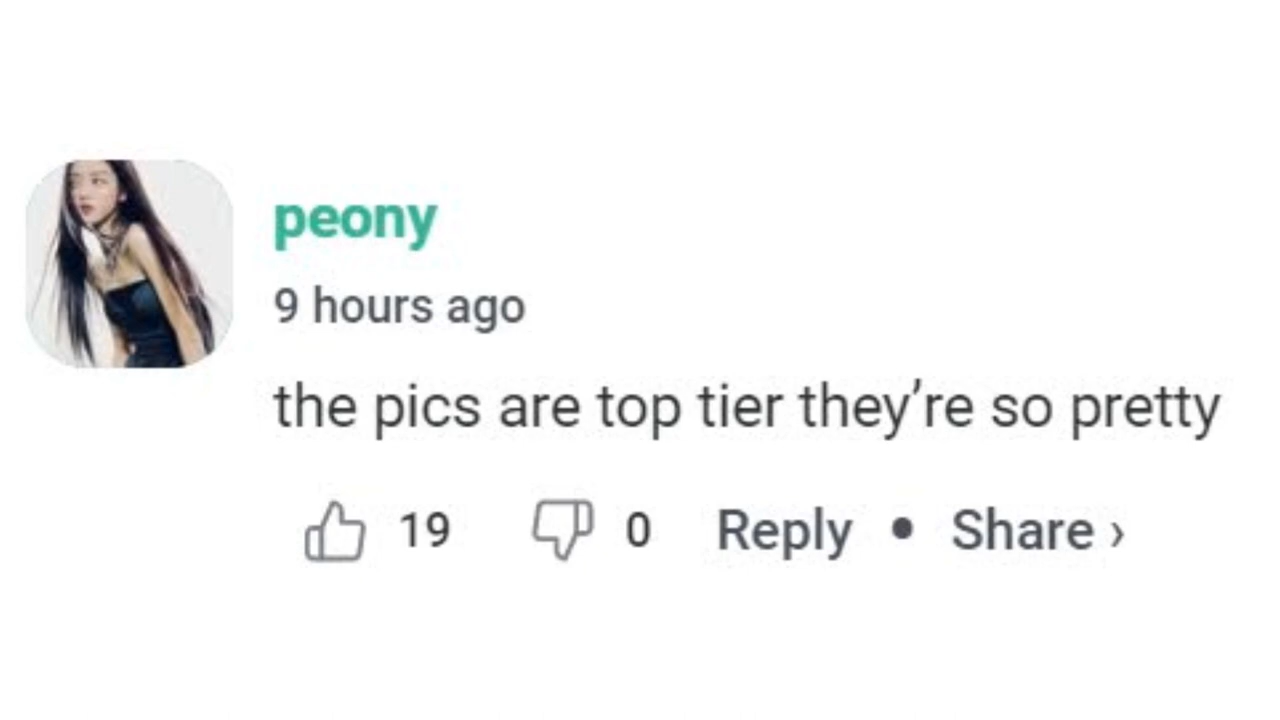 peony
9 hours ago
the pics are top tier they’re so pretty
19 0 Reply • Share ›